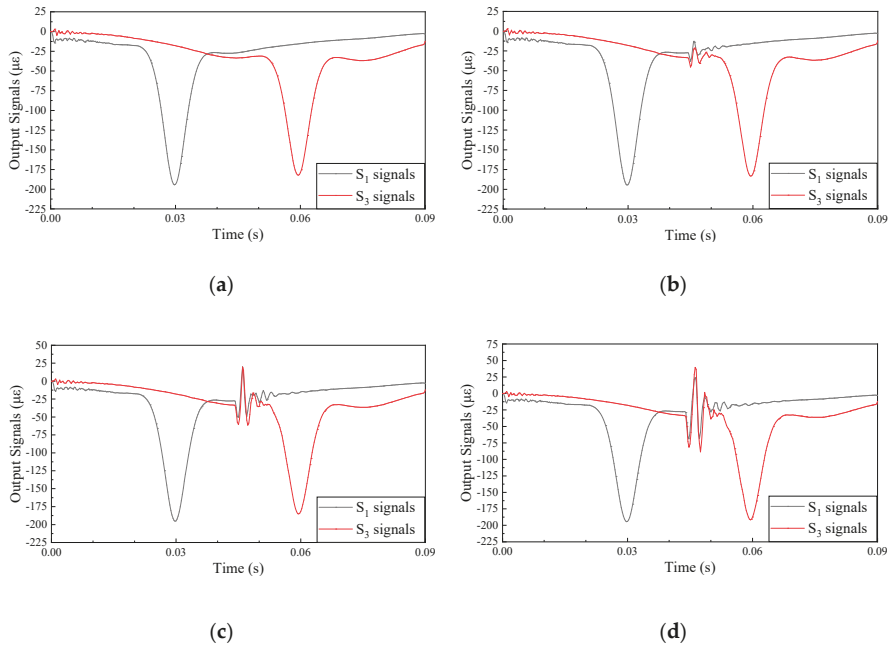 25
0
-25
-50
-75
-100
-125
-150
-175
-200
-225
Output Signals (με)
S1 signals
S3 signals
0.00 0.03 0.06 0.09
Time (s)
(a)
25
0
-25
-50
-75
-100
-125
-150
-175
-200
-225
Output Signals (με)
S1 signals
S3 signals
0.00 0.03 0.06 0.09
Time (s)
(b)
50
25
0
-25
-50
-75
-100
-125
-150
-175
-200
-225
Output Signals (με)
S1 signals
S3 signals
0.00 0.03 0.06 0.09
Time (s)
(c)
75
50
25
0
-25
-50
-75
-100
-125
-150
-175
-200
-225
Output Signals (με)
S1 signals
S3 signals
0.00 0.03 0.06 0.09
Time (s)
(d)